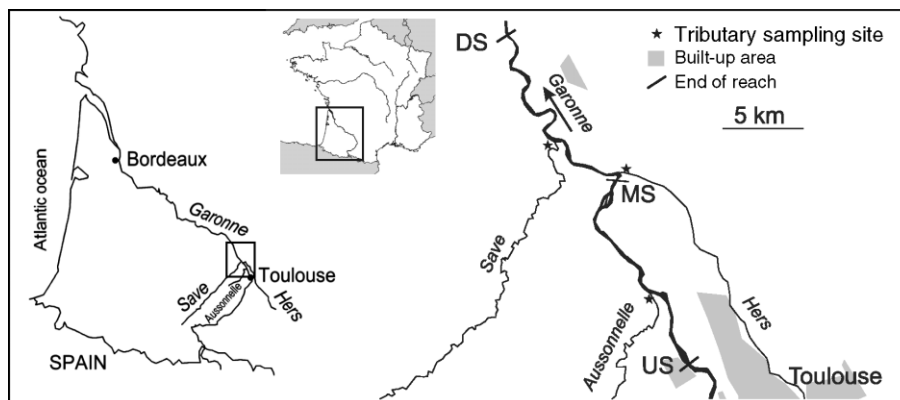 Atlantic ocean
Bordeaux
Garonne
Toulouse
Save
Aussonnelle
Hers
SPAIN
DS
Garonne
MS
Save
Aussonnelle
US
Hers
Toulouse
Tributary sampling site
Built-up area
End of reach
5 km